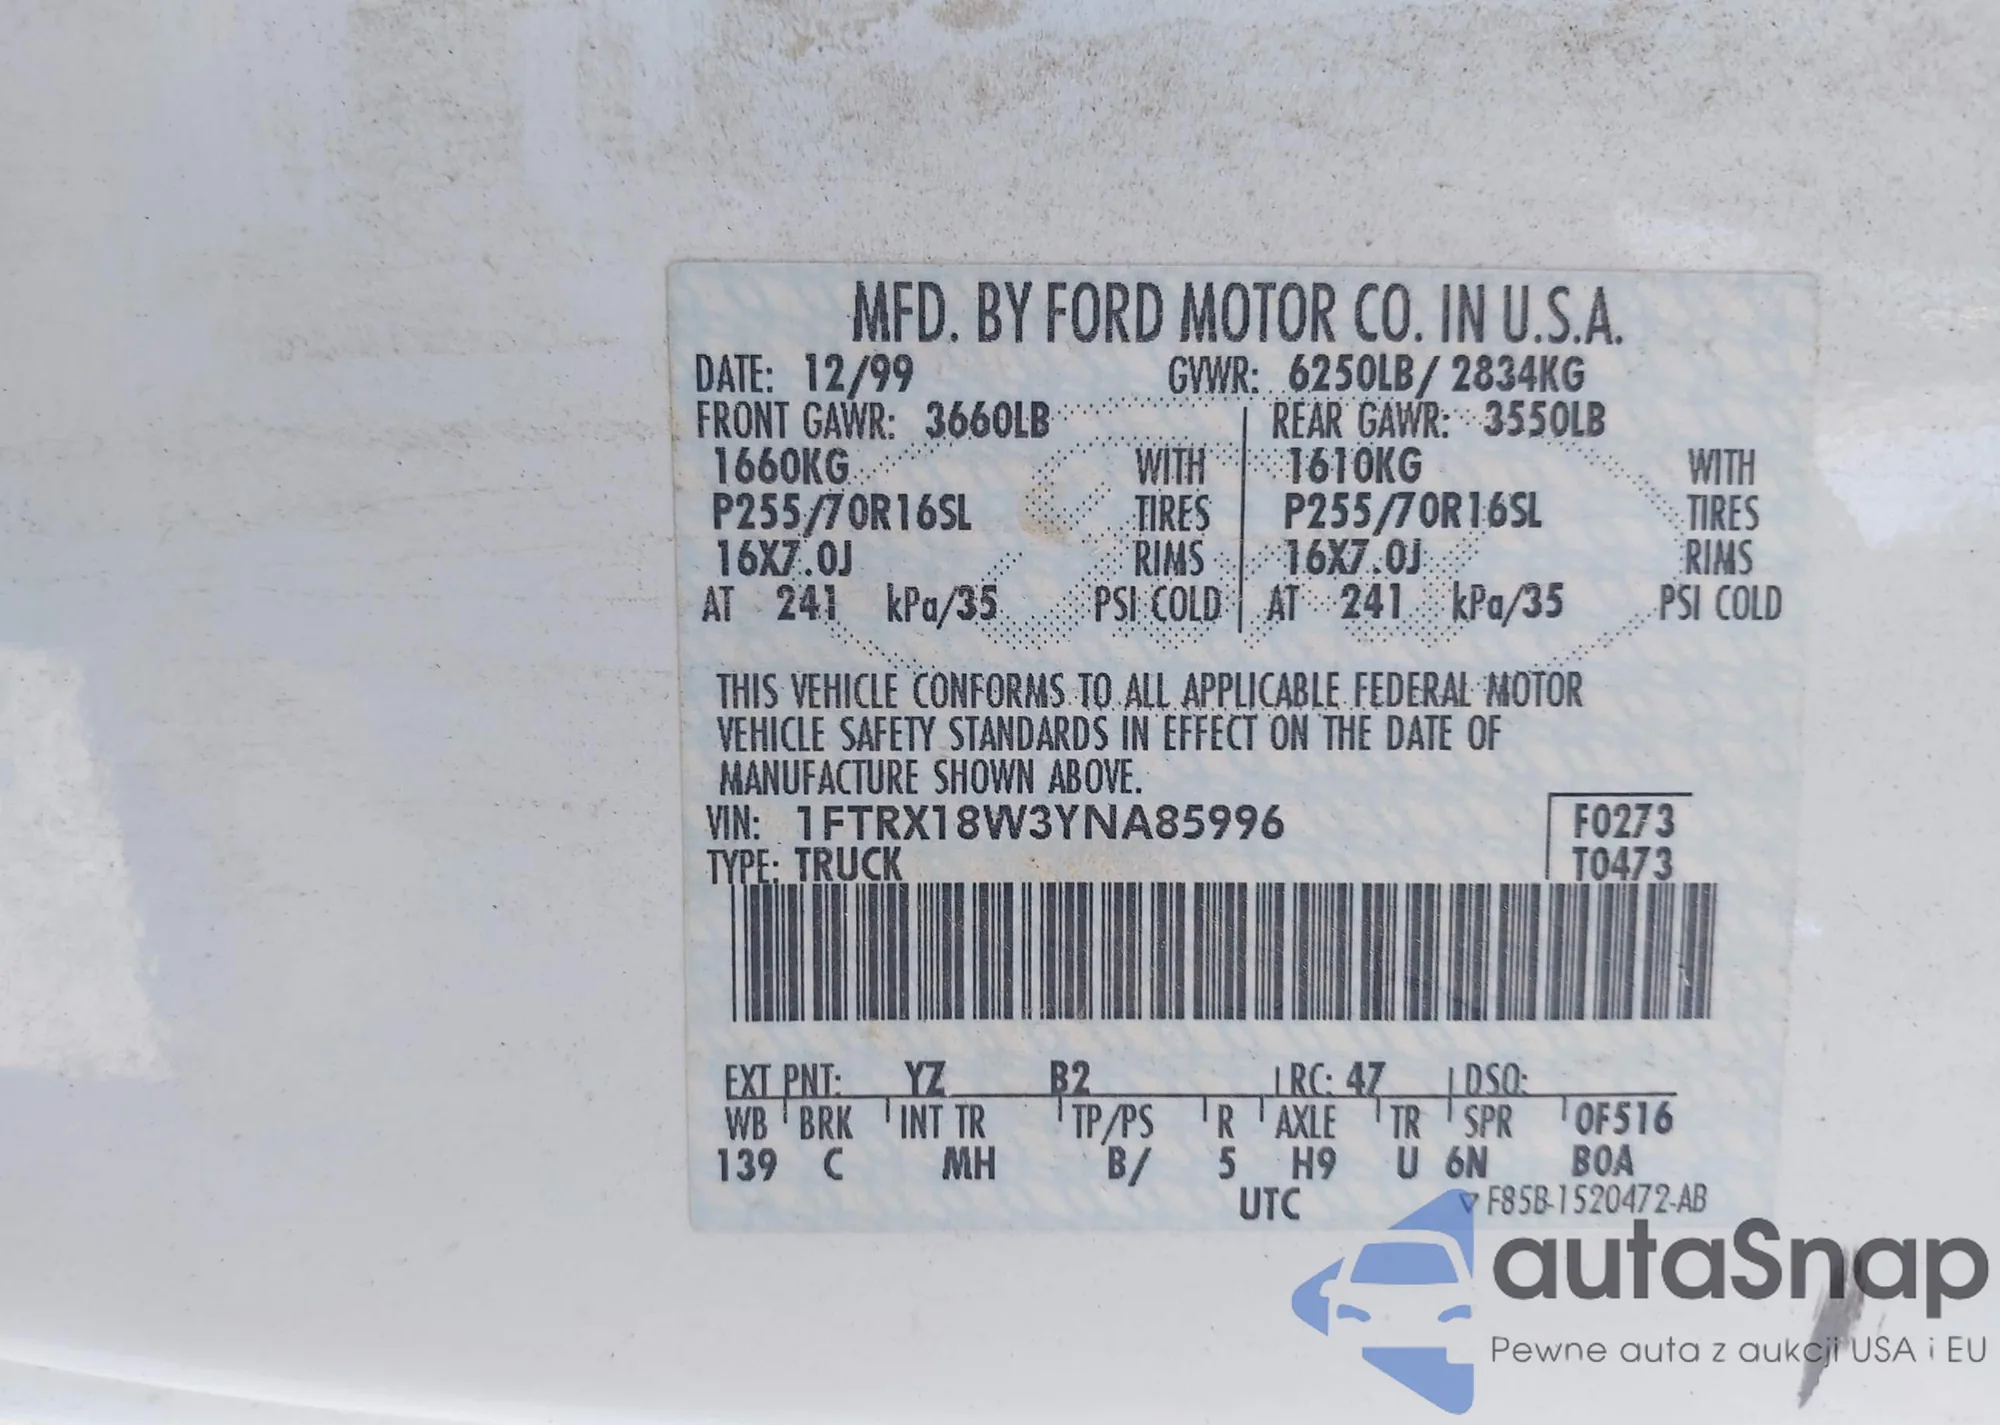 MFD. BY FORD MOTOR CO. IN U.S.A.
DATE: 12/99 GVWR: 6250LB/ 2834KG
FRONT GAWR: 3660LB REAR GAWR: 3550LB
1660KG WITH 1610KG WITH
P255/70R16SL TIRES P255/70R16SL TIRES
16X7.0J RIMS 16X7.0J RIMS
AT 241 kPa/35 PSI COLD AT 241 kPa/35 PSI COLD
THIS VEHICLE CONFORMS TO ALL APPLICABLE FEDERAL MOTOR
VEHICLE SAFETY STANDARDS IN EFFECT ON THE DATE OF
MANUFACTURE SHOWN ABOVE.
VIN: 1FTRX18W3YNA85996 F0273
TYPE: TRUCK T0473
EXT PNT: YZ B2 RC: 47 DSO:
WB BRK INT TR TP/PS R AXLE TR SPR 0F516
139 C MH B/ 5 H9 U 6N B0A
UTC F85B-1520472-AB
autaSnap
Pewne auta z aukcji USA i EU